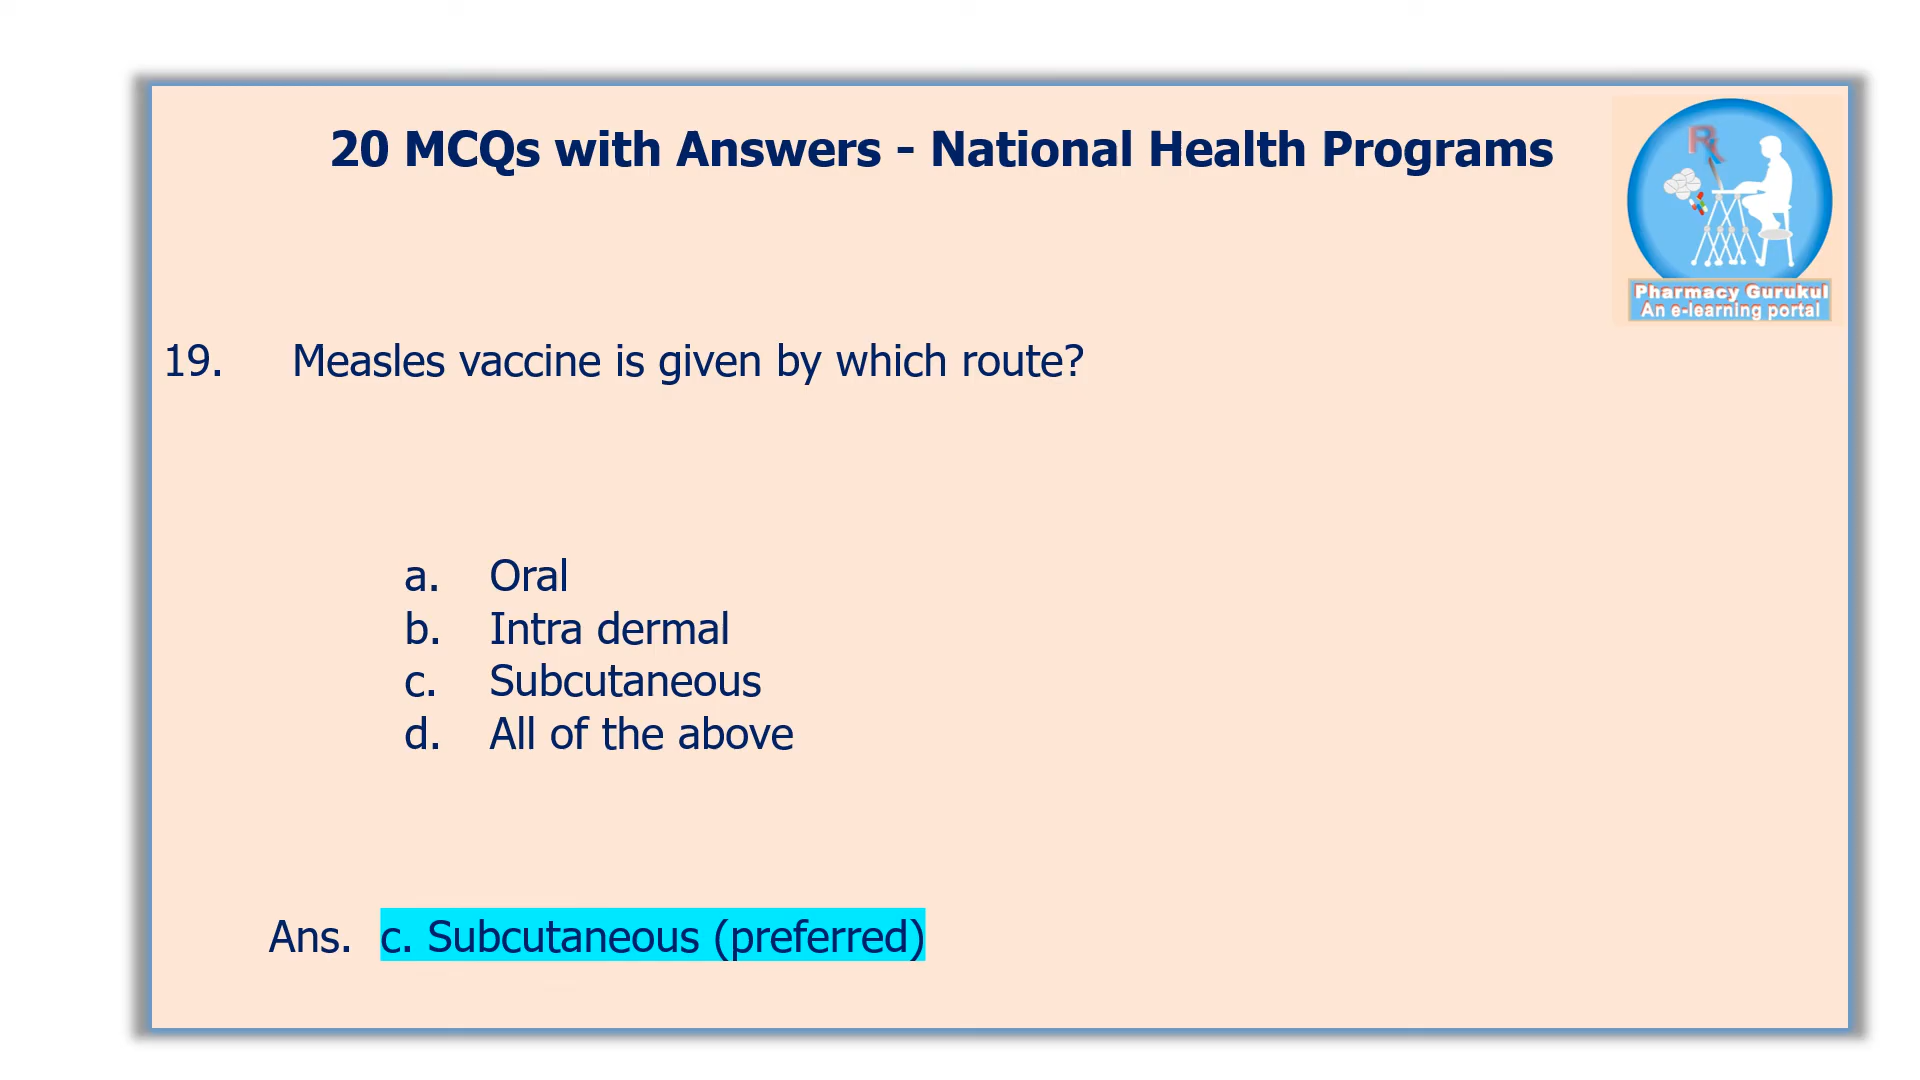 20 MCQs with Answers - National Health Programs
Rx
Pharmacy Gurukul
An e-learning portal
19. Measles vaccine is given by which route?
a. Oral
b. Intra dermal
c. Subcutaneous
d. All of the above
Ans. c. Subcutaneous (preferred)